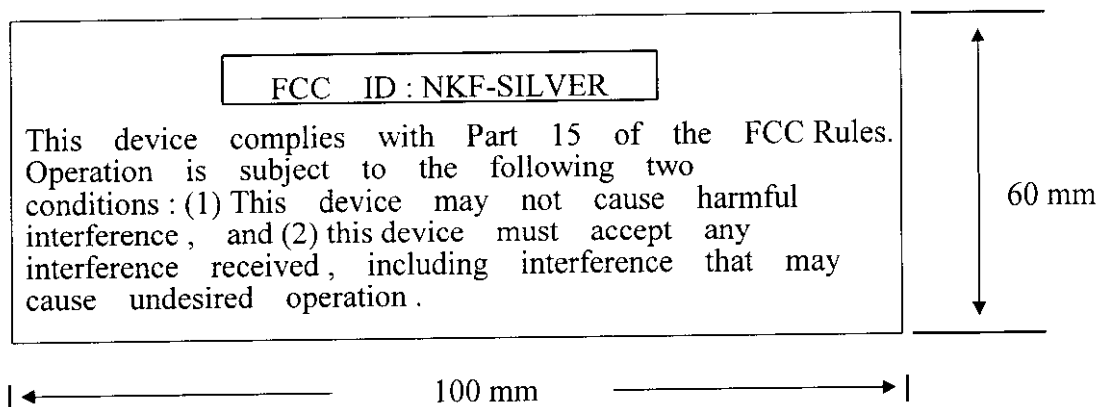 FCC ID : NKF-SILVER
This device complies with Part 15 of the FCC Rules.
Operation is subject to the following two
conditions : (1) This device may not cause harmful
interference , and (2) this device must accept any
interference received , including interference that may
cause undesired operation .
60 mm
100 mm